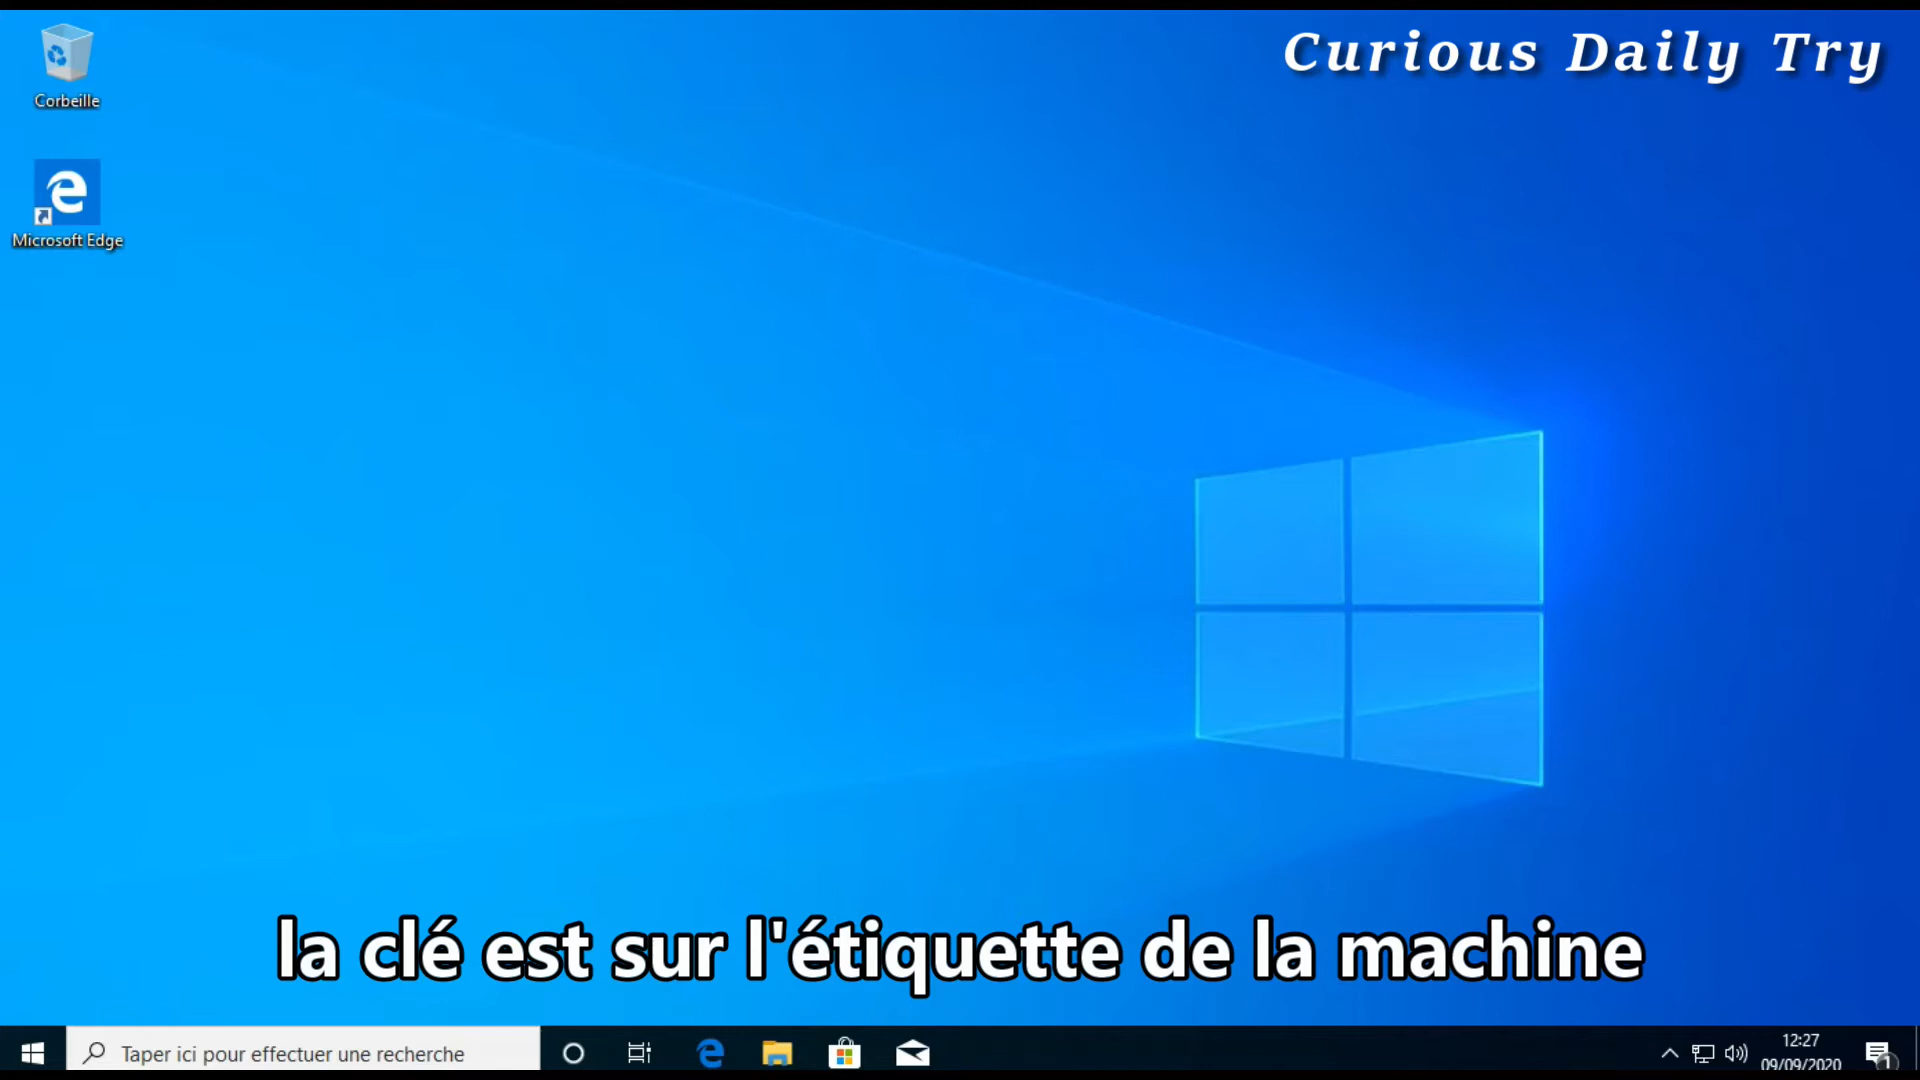 Curious Daily Try
Corbeille
Microsoft Edge
la clé est sur l'étiquette de la machine
Taper ici pour effectuer une recherche
12:27
09/09/2020
1